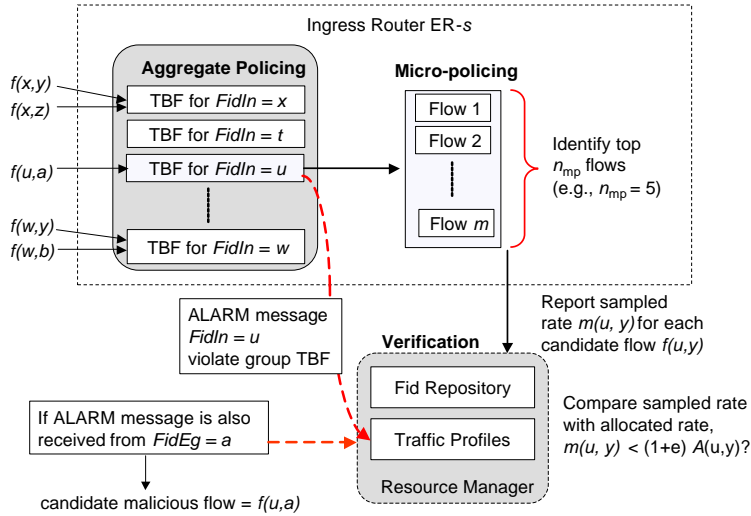 Ingress Router ER-s
Aggregate Policing
f(x,y)
f(x,z)
f(u,a)
f(w,y)
f(w,b)
TBF for FidIn = x
TBF for FidIn = t
TBF for FidIn = u
TBF for FidIn = w
Micro-policing
Flow 1
Flow 2
Flow m
Identify top
nmp flows
(e.g., nmp = 5)
ALARM message
FidIn = u
violate group TBF
Report sampled
rate m(u, y) for each
candidate flow f(u,y)
Verification
Fid Repository
Traffic Profiles
Resource Manager
Compare sampled rate
with allocated rate,
m(u, y) < (1+e) A(u,y)?
If ALARM message is also
received from FidEg = a
candidate malicious flow = f(u,a)